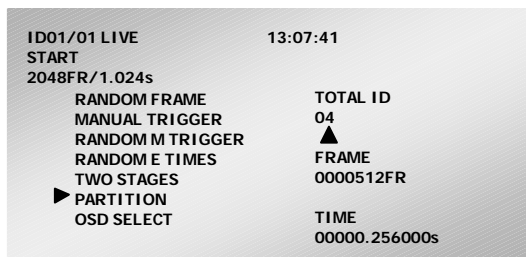 ID01/01 LIVE 13:07:41
START
2048FR/1.024s
RANDOM FRAME
MANUAL TRIGGER
RANDOM M TRIGGER
RANDOM E TIMES
TWO STAGES
PARTITION
OSD SELECT
TOTAL ID
04
FRAME
0000512FR
TIME
00000.256000s